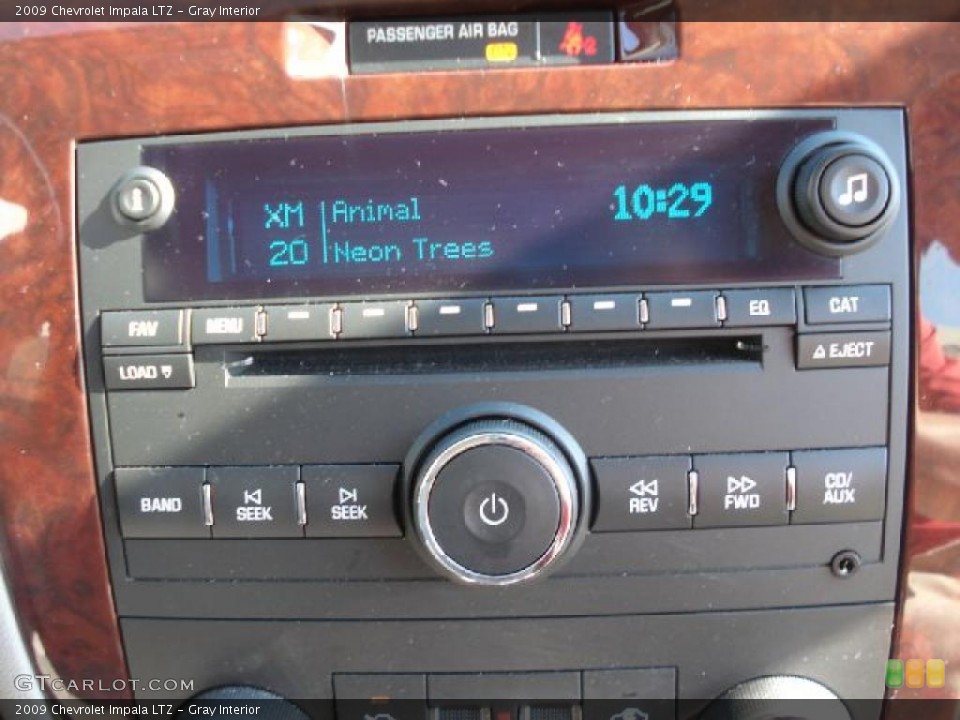 2009 Chevrolet Impala LTZ - Gray Interior
PASSENGER AIR BAG
2
XM Animal 10:29
20 Neon Trees
FAV MENU EQ CAT
LOAD EJECT
BAND SEEK SEEK REV FWD CD/AUX
GTCARLOT.COM
2009 Chevrolet Impala LTZ - Gray Interior